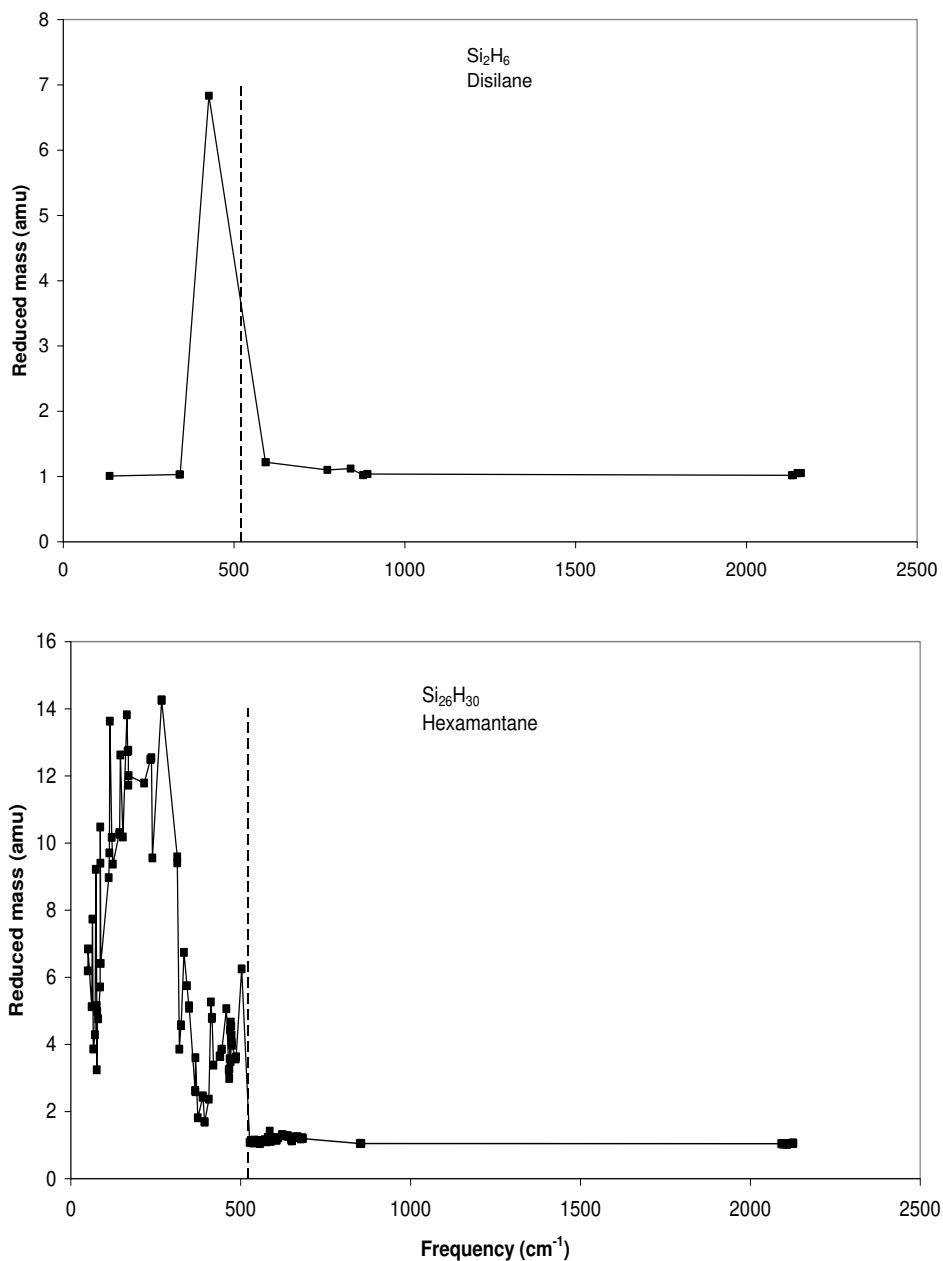 8
7
6
5
4
3
2
1
0
Reduced mass (amu)
Si₂H₆
Disilane
0 500 1000 1500 2000 2500
16
14
12
10
8
6
4
2
0
Reduced mass (amu)
Si₂₆H₃₀
Hexamantane
0 500 1000 1500 2000 2500
Frequency (cm⁻¹)